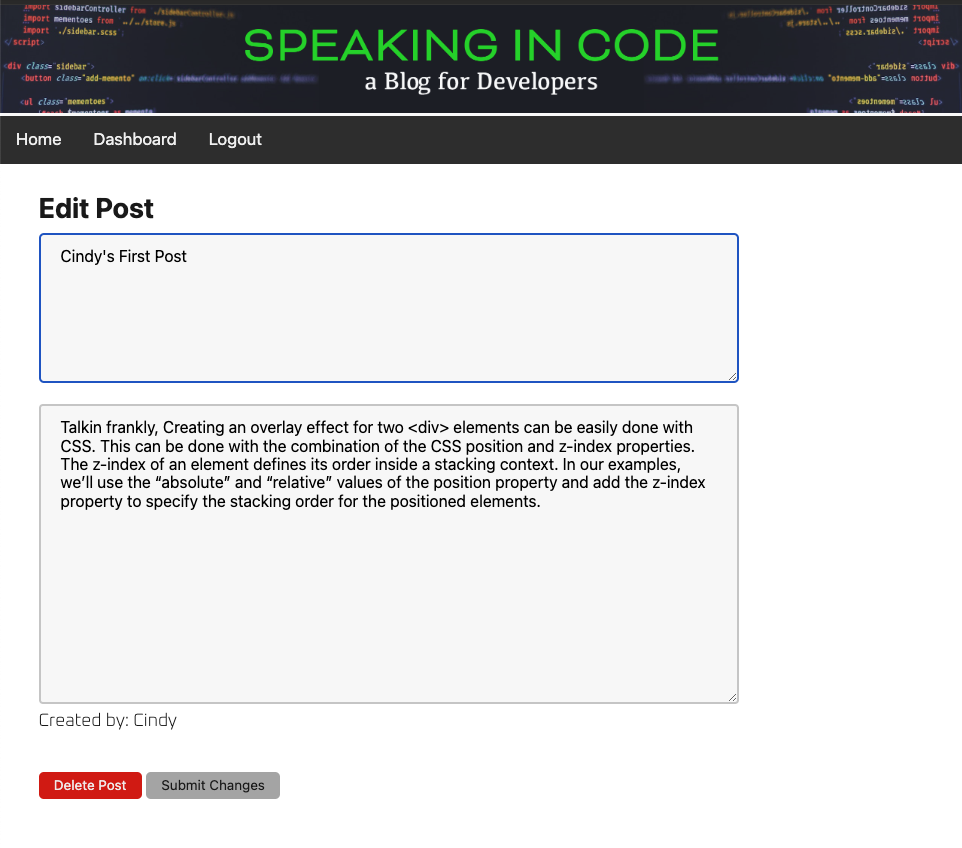 import sidebarController from ./sidebarController.js
import mementoes from ../../store.js
import ./sidebar.scss
</script>
<div class="sidebar">
<button class="add-memento" on:click=
<ul class="mementoes">
SPEAKING IN CODE
a Blog for Developers
Home Dashboard Logout
Edit Post
Cindy's First Post
Talkin frankly, Creating an overlay effect for two <div> elements can be easily done with
CSS. This can be done with the combination of the CSS position and z-index properties.
The z-index of an element defines its order inside a stacking context. In our examples,
we’ll use the “absolute” and “relative” values of the position property and add the z-index
property to specify the stacking order for the positioned elements.
Created by: Cindy
Delete Post Submit Changes